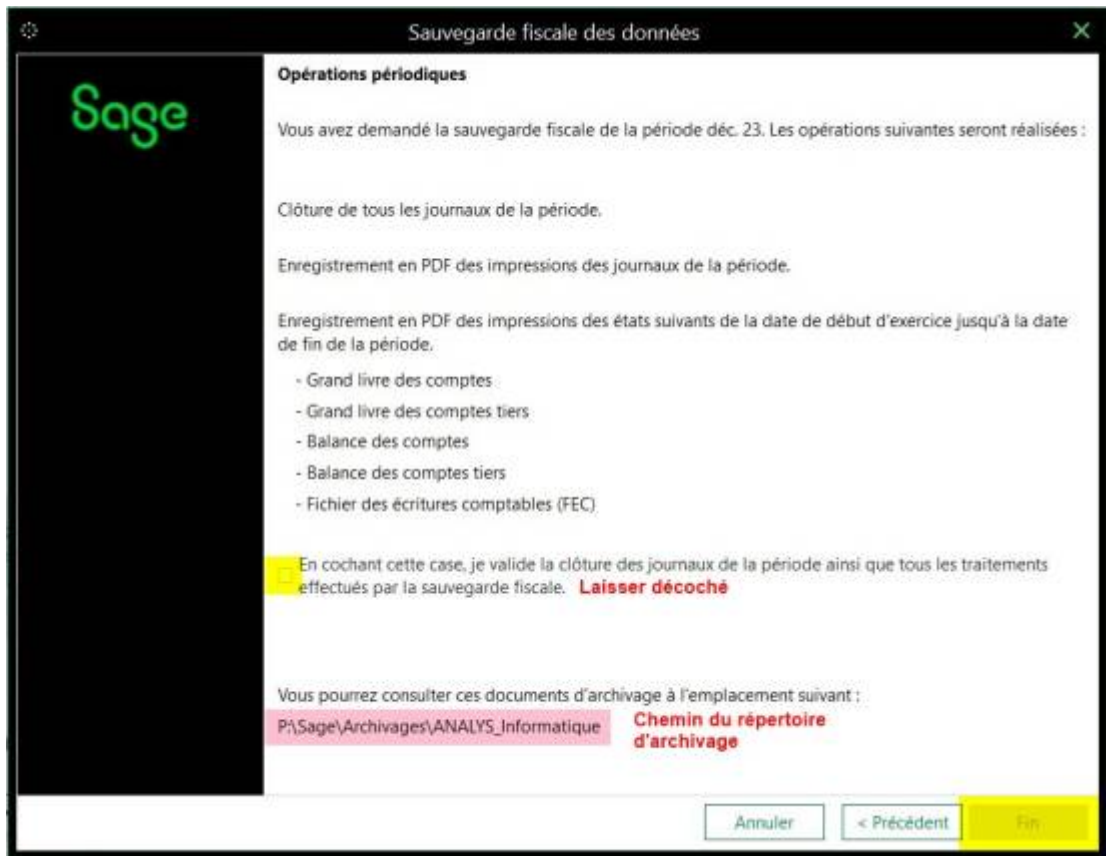 Sauvegarde fiscale des données
Sage
Opérations périodiques
Vous avez demandé la sauvegarde fiscale de la période déc. 23. Les opérations suivantes seront réalisées :
Clôture de tous les journaux de la période.
Enregistrement en PDF des impressions des journaux de la période.
Enregistrement en PDF des impressions des états suivants de la date de début d'exercice jusqu'à la date
de fin de la période.
- Grand livre des comptes
- Grand livre des comptes tiers
- Balance des comptes
- Balance des comptes tiers
- Fichier des écritures comptables (FEC)
En cochant cette case, je valide la clôture des journaux de la période ainsi que tous les traitements
effectués par la sauvegarde fiscale. Laisser décoché
Vous pourrez consulter ces documents d'archivage à l'emplacement suivant :
P:\Sage\Archivages\ANALYS_Informatique Chemin du répertoire
d'archivage
Annuler < Précédent Fin